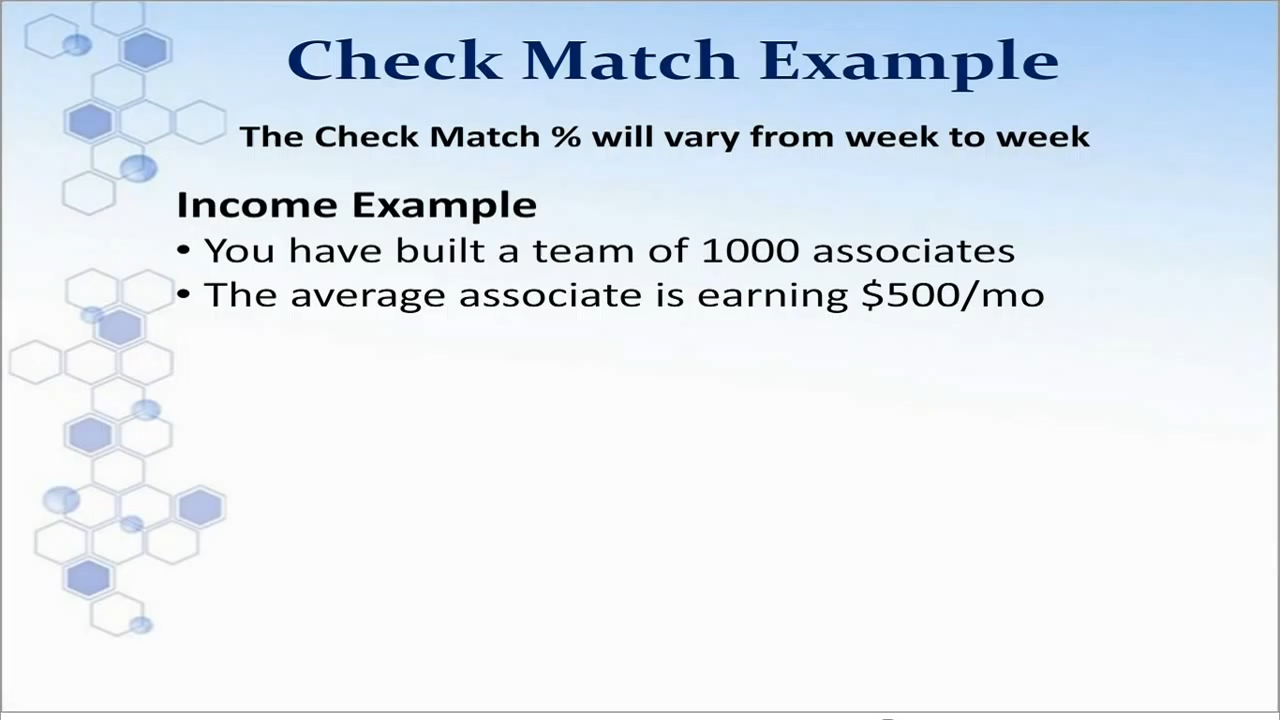 Check Match Example
The Check Match % will vary from week to week
Income Example
• You have built a team of 1000 associates
• The average associate is earning $500/mo